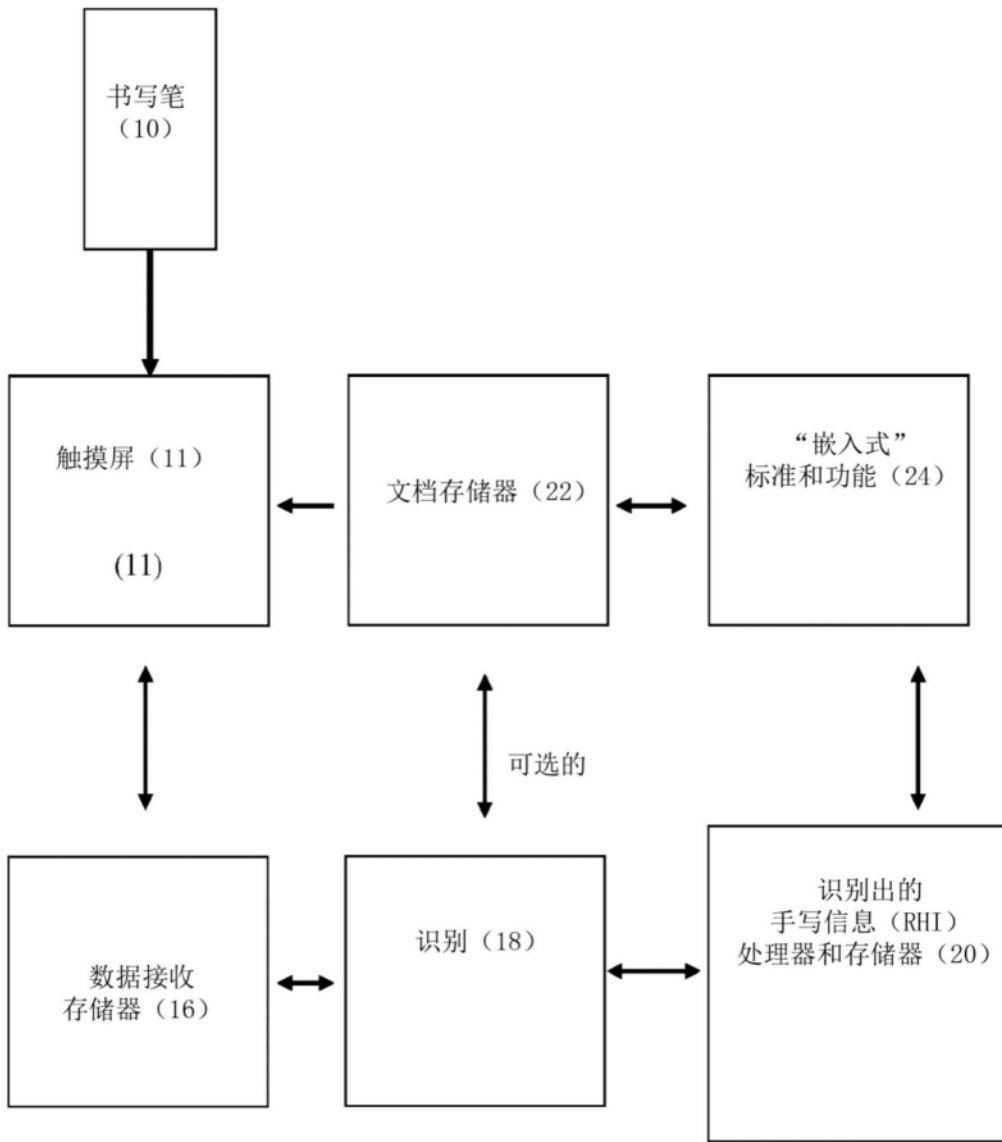 书写笔
（10）
触摸屏（11）
(11)
文档存储器（22）
“嵌入式”
标准和功能（24）
可选的
数据接收
存储器（16）
识别（18）
识别出的
手写信息（RHI）
处理器和存储器（20）